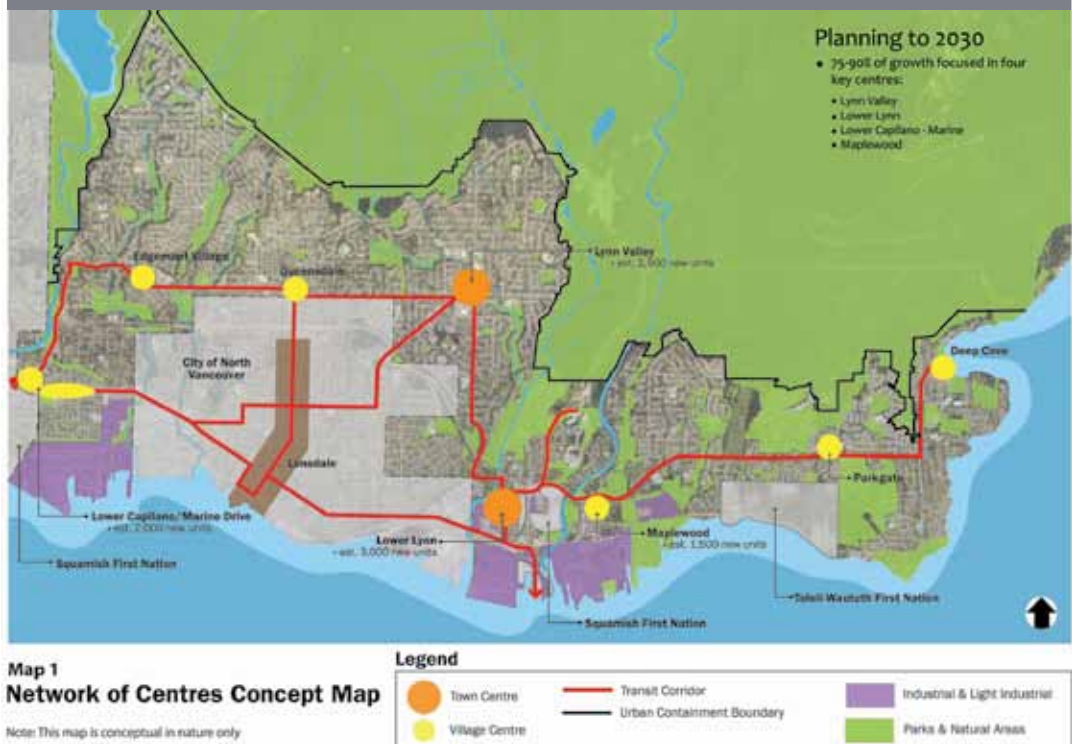 Planning to 2030
• 75-90% of growth focused in four
key centres:
• Lynn Valley
• Lower Lynn
• Lower Capilano - Marine
• Maplewood
Edgemont Village
Queensdale
Lynn Valley
- est. 2,500 new units
City of North
Vancouver
Deep Cove
Lonsdale
Parkgate
Lower Capilano/Marine Drive
- est. 2,000 new units
Lower Lynn
- est. 3,000 new units
Maplewood
- est. 1,500 new units
Squamish First Nation
Tsleil-Waututh First Nation
Squamish First Nation
Map 1
Network of Centres Concept Map
Note: This map is conceptual in nature only
Legend
Town Centre
Village Centre
Transit Corridor
Urban Containment Boundary
Industrial & Light Industrial
Parks & Natural Areas